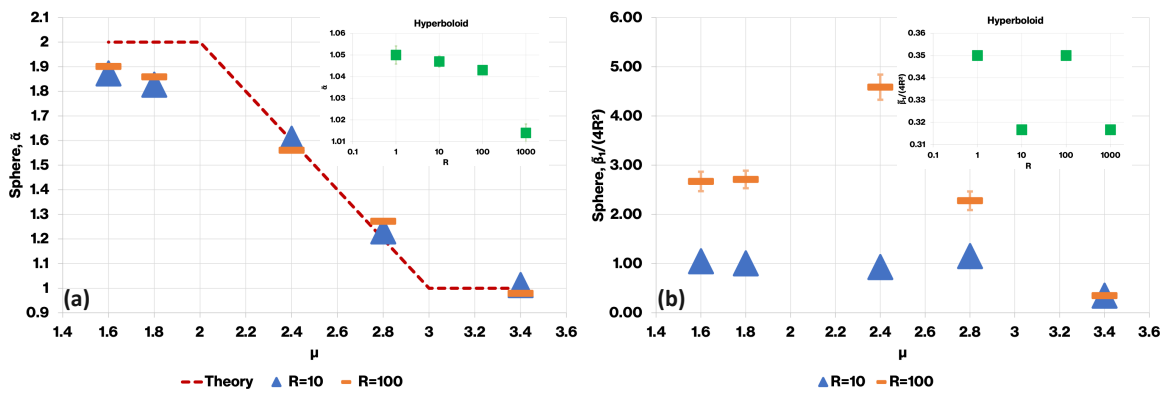 2.1
2
1.9
1.8
1.7
1.6
1.5
1.4
1.3
1.2
1.1
1
0.9
Sphere, α̃
1.4 1.6 1.8 2 2.2 2.4 2.6 2.8 3 3.2 3.4 3.6
μ
(a)
Theory R=10 R=100
Hyperboloid
1.06
1.05
1.04
1.03
1.02
1.01
α̃
0.1 1 10 100 1000
R
6.00
5.00
4.00
3.00
2.00
1.00
0.00
Sphere, β̃₁/(4R²)
1.4 1.6 1.8 2 2.2 2.4 2.6 2.8 3 3.2 3.4 3.6
μ
(b)
R=10 R=100
Hyperboloid
0.36
0.35
0.34
0.33
0.32
0.31
β̃₁/(4R²)
0.1 1 10 100 1000
R